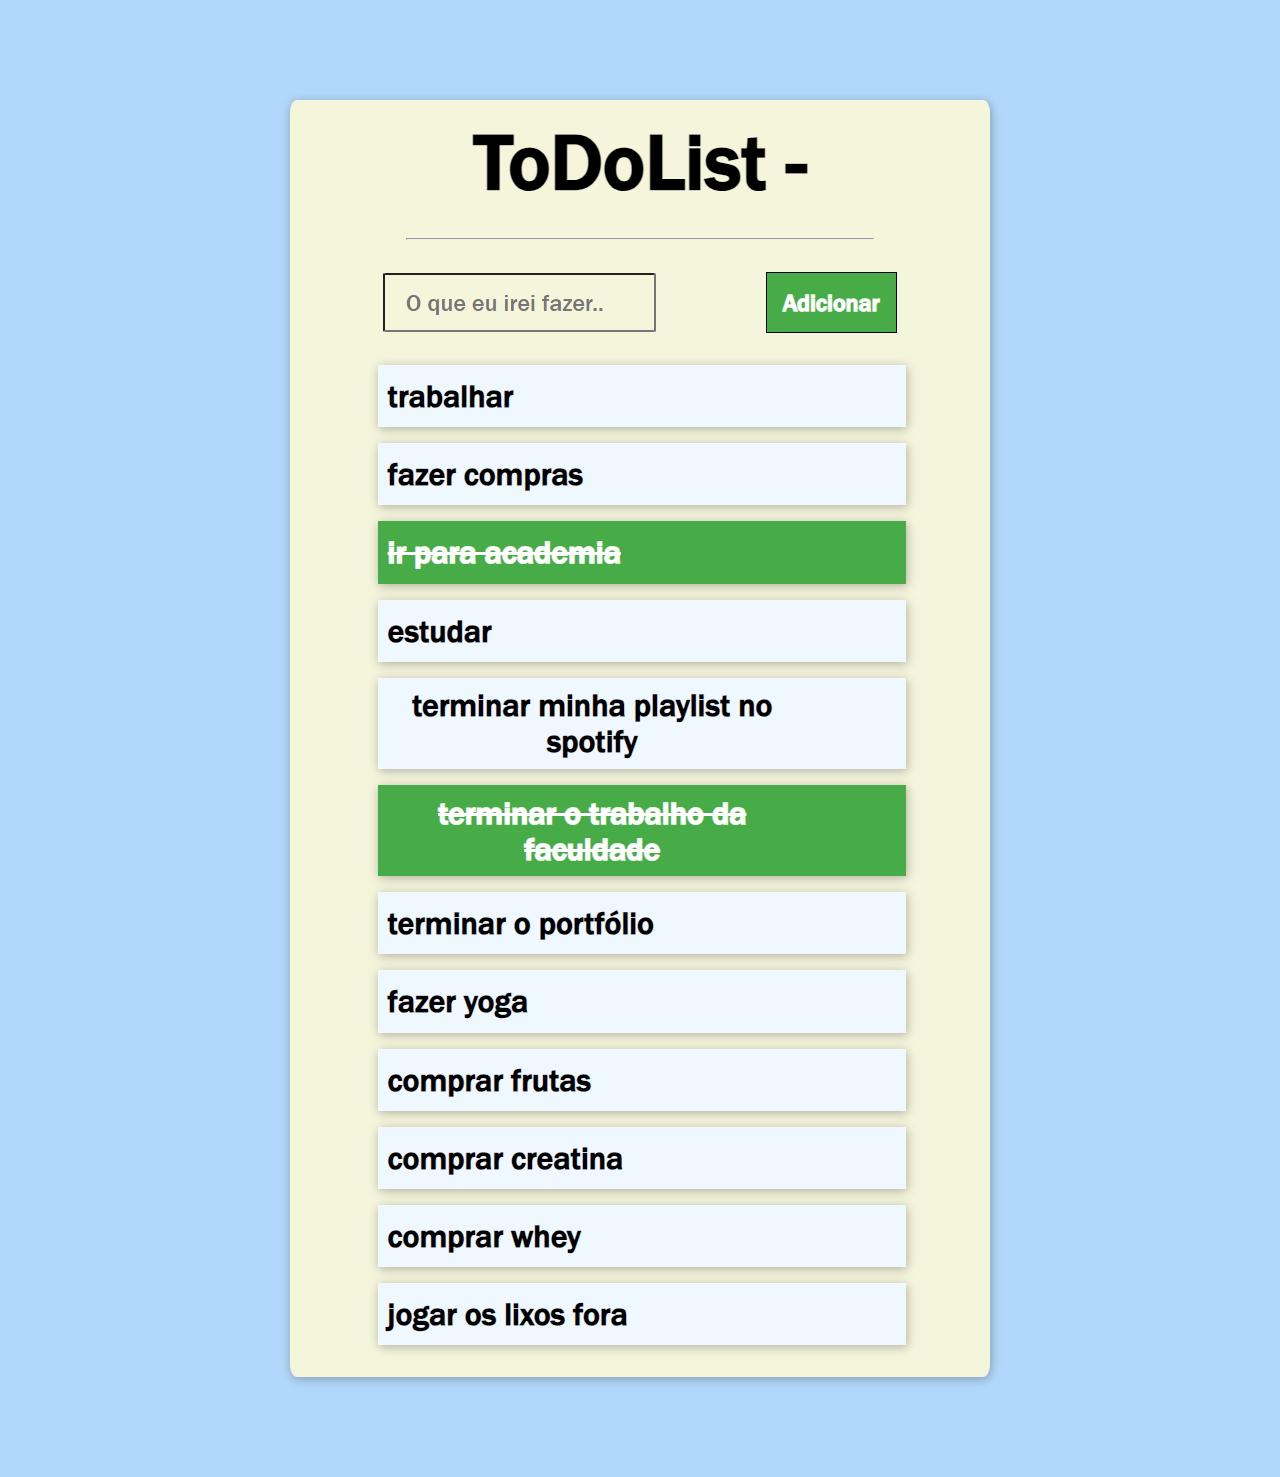 ToDoList -
O que eu irei fazer..
Adicionar
trabalhar
fazer compras
ir para academia
estudar
terminar minha playlist no
spotify
terminar o trabalho da
faculdade
terminar o portfólio
fazer yoga
comprar frutas
comprar creatina
comprar whey
jogar os lixos fora